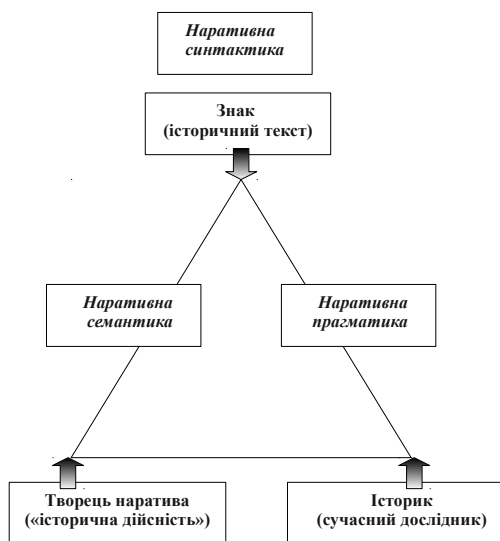 Наративна
синтактика
Знак
(історичний текст)
Наративна
семантика
Наративна
прагматика
Творець наратива
(«історична дійсність»)
Історик
(сучасний дослідник)